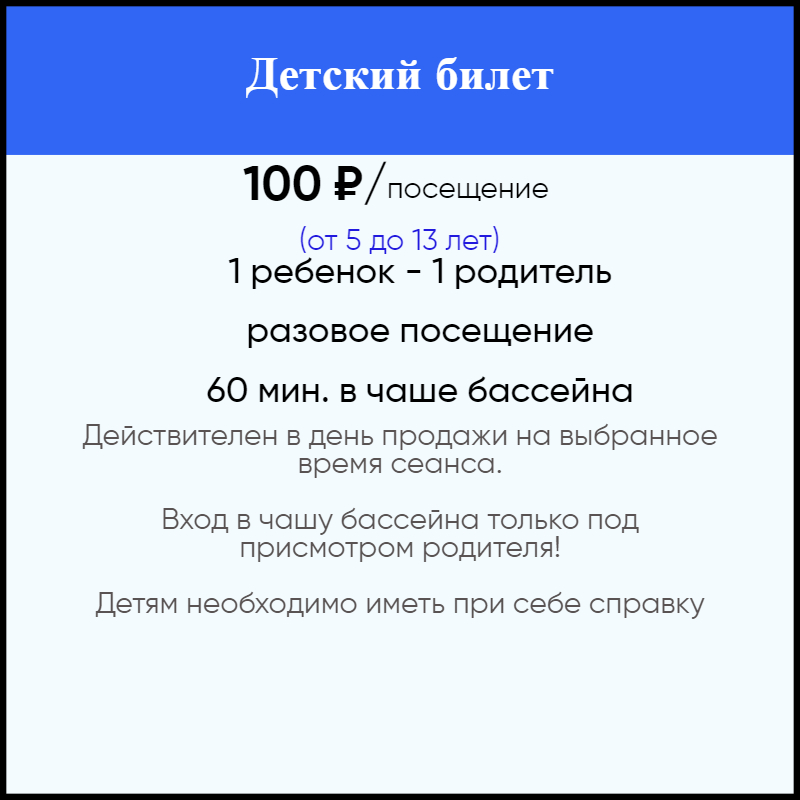 Детский билет
100 ₽/посещение
(от 5 до 13 лет)
1 ребенок - 1 родитель
разовое посещение
60 мин. в чаше бассейна
Действителен в день продажи на выбранное
время сеанса.
Вход в чашу бассейна только под
присмотром родителя!
Детям необходимо иметь при себе справку